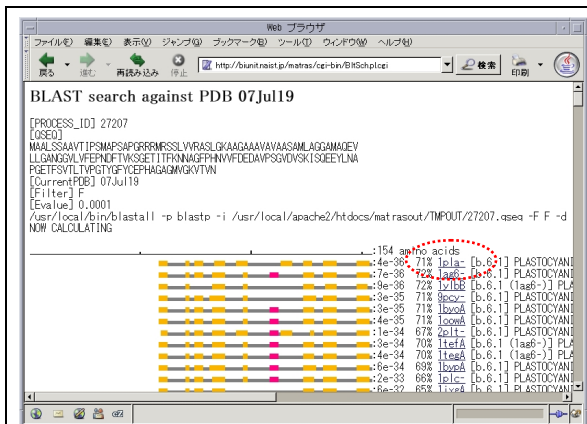 Web ブラウザ
ファイル(F) 編集(E) 表示(V) ジャンプ(G) ブックマーク(B) ツール(T) ウィンドウ(W) ヘルプ(H)
戻る 進む 再読み込み 停止 http://biunit.naist.jp/matras/cgi-bin/BltSchpl.cgi 検索 印刷
BLAST search against PDB 07Jul19
[PROCESS_ID] 27207
[QSEQ]
MAALSSAAVTIPSMAPSAPGRRRMRSSLVVRASLGKAAGAAAVAVAASAMLAGGAMAQEV
LLGANGGVLVFEPNDFTVKSGETITFKNNAGFPHNVVFDEDAVPSGVDVSKISQEEYLNA
PGETFSVTLTVPGTYGFYCEPHAGAGMVGKVTVN
[CurrentPDB] 07Jul19
[Filter] F
[Evalue] 0.0001
/usr/local/bin/blastall -p blastp -i /usr/local/apache2/htdocs/matrasout/TMPOUT/27207.qseq -F F -d
NOW CALCULATING
:154 amino acids
:4e-36 71% 1pla- [b.6.1] PLASTOCYANI
:7e-36 72% 1ag6- [b.6.1] PLASTOCYANI
:9e-36 72% 1ylbB [b.6.1 (1ag6-)] PL
:3e-35 71% 9pcy- [b.6.1] PLASTOCYANI
:3e-35 71% 1byoA [b.6.1] PLASTOCYANI
:4e-35 71% 1oowA [b.6.1] PLASTOCYANI
:1e-34 67% 2plt- [b.6.1] PLASTOCYANI
:3e-34 70% 1tefA [b.6.1 (1ag6-)] PLA
:4e-34 70% 1tegA [b.6.1 (1ag6-)] PLA
:6e-34 69% 1bypA [b.6.1] PLASTOCYANI
:2e-33 66% 1plc- [b.6.1] PLASTOCYANI
:6e-32 65% 1jxgA [b.6.1] PLASTOCYANI